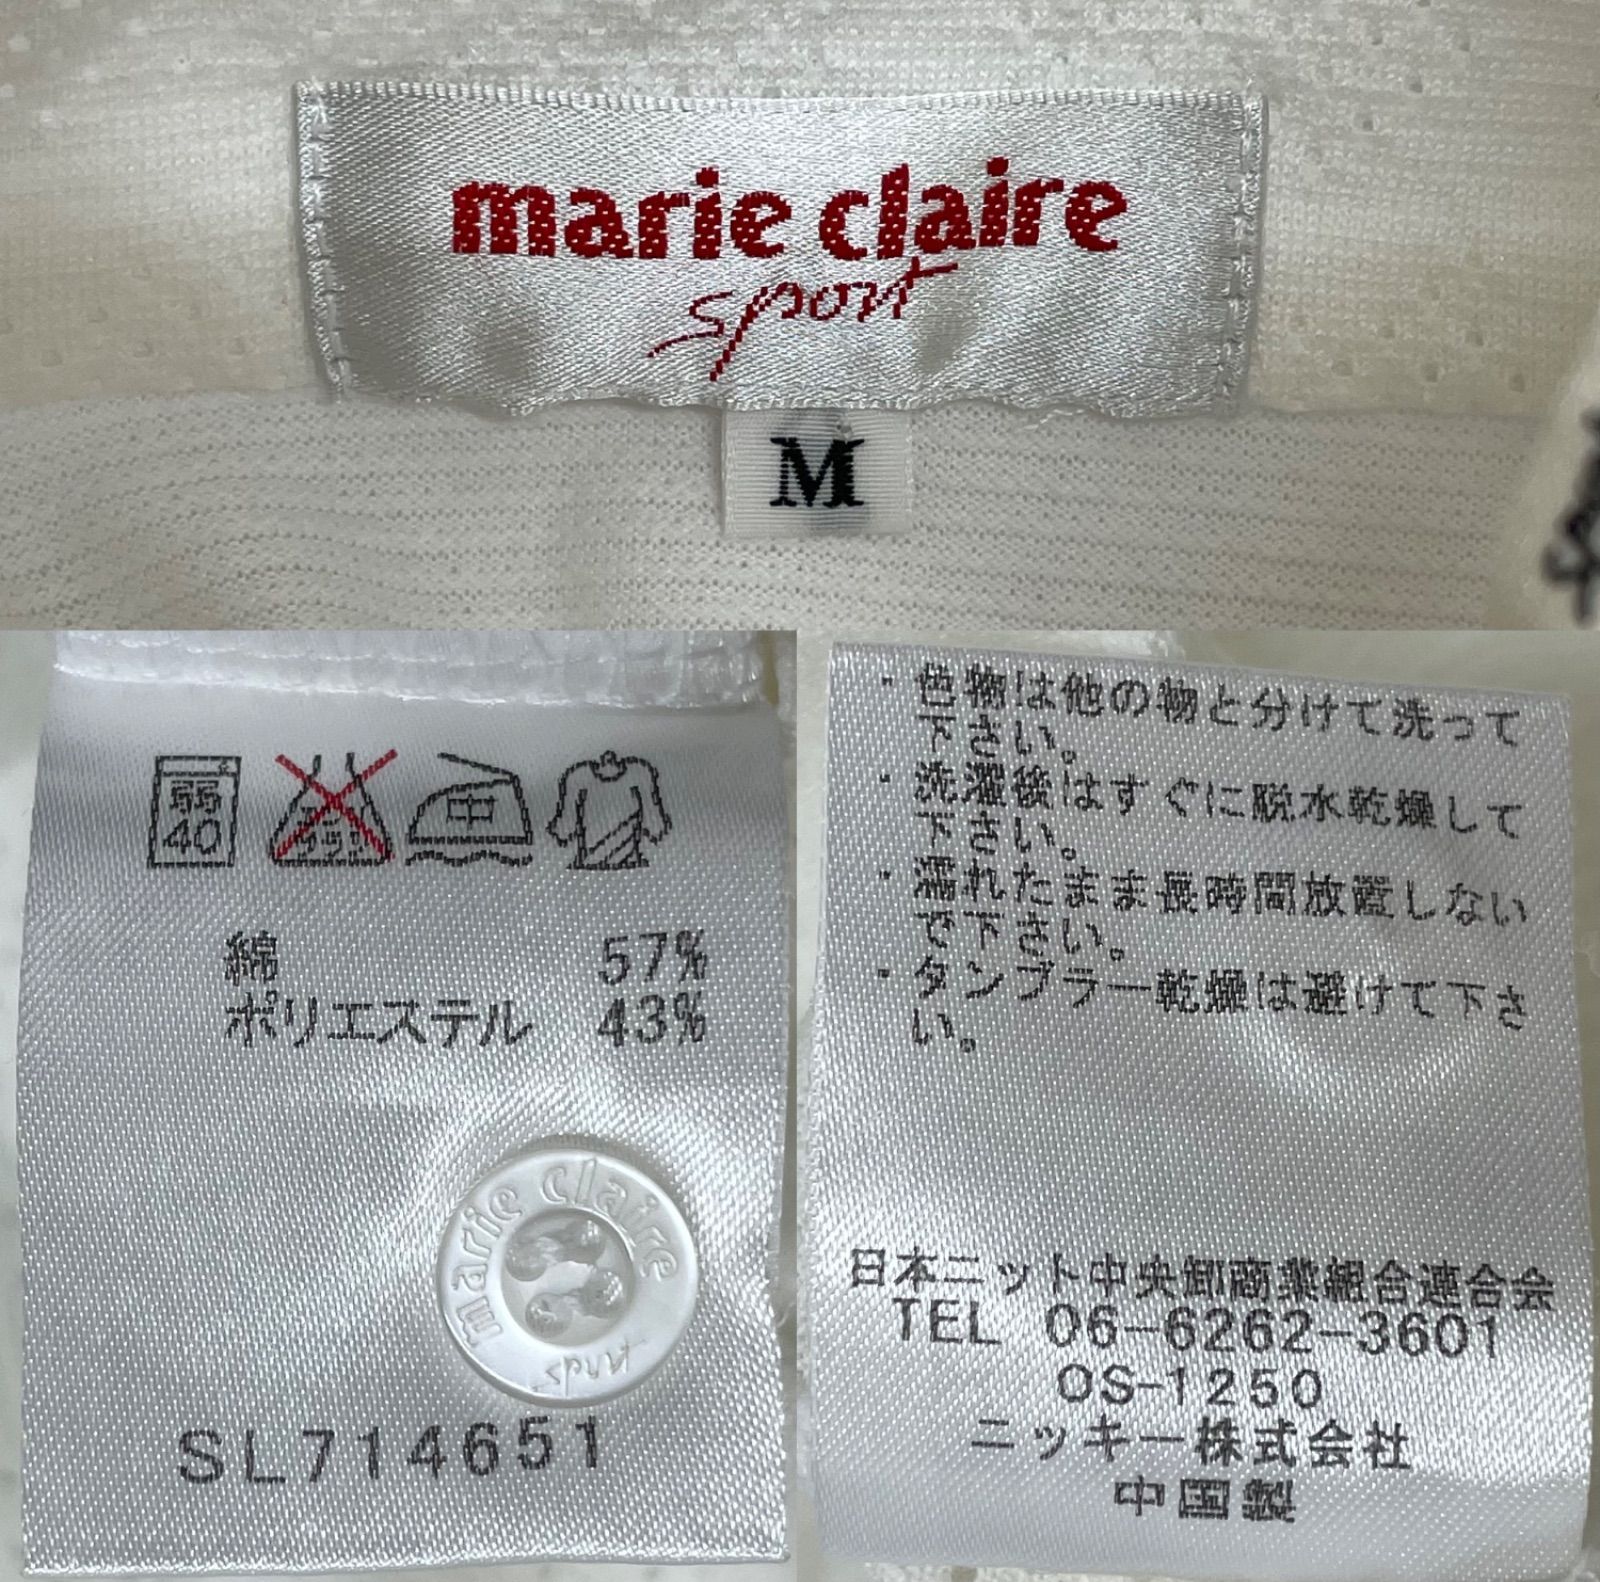 marie claire
sport
M
弱
40
エンソ
サラシ
中
綿 57%
ポリエステル 43%
marie claire
sport
SL714651
・色物は他の物と分けて洗って
下さい。
・洗濯後はすぐに脱水乾燥して
下さい。
・濡れたまま長時間放置しない
で下さい。
・タンブラー乾燥は避けて下さ
い。
日本ニット中央卸商業組合連合会
TEL 06-6262-3601
OS-1250
ニッキー株式会社
中国製